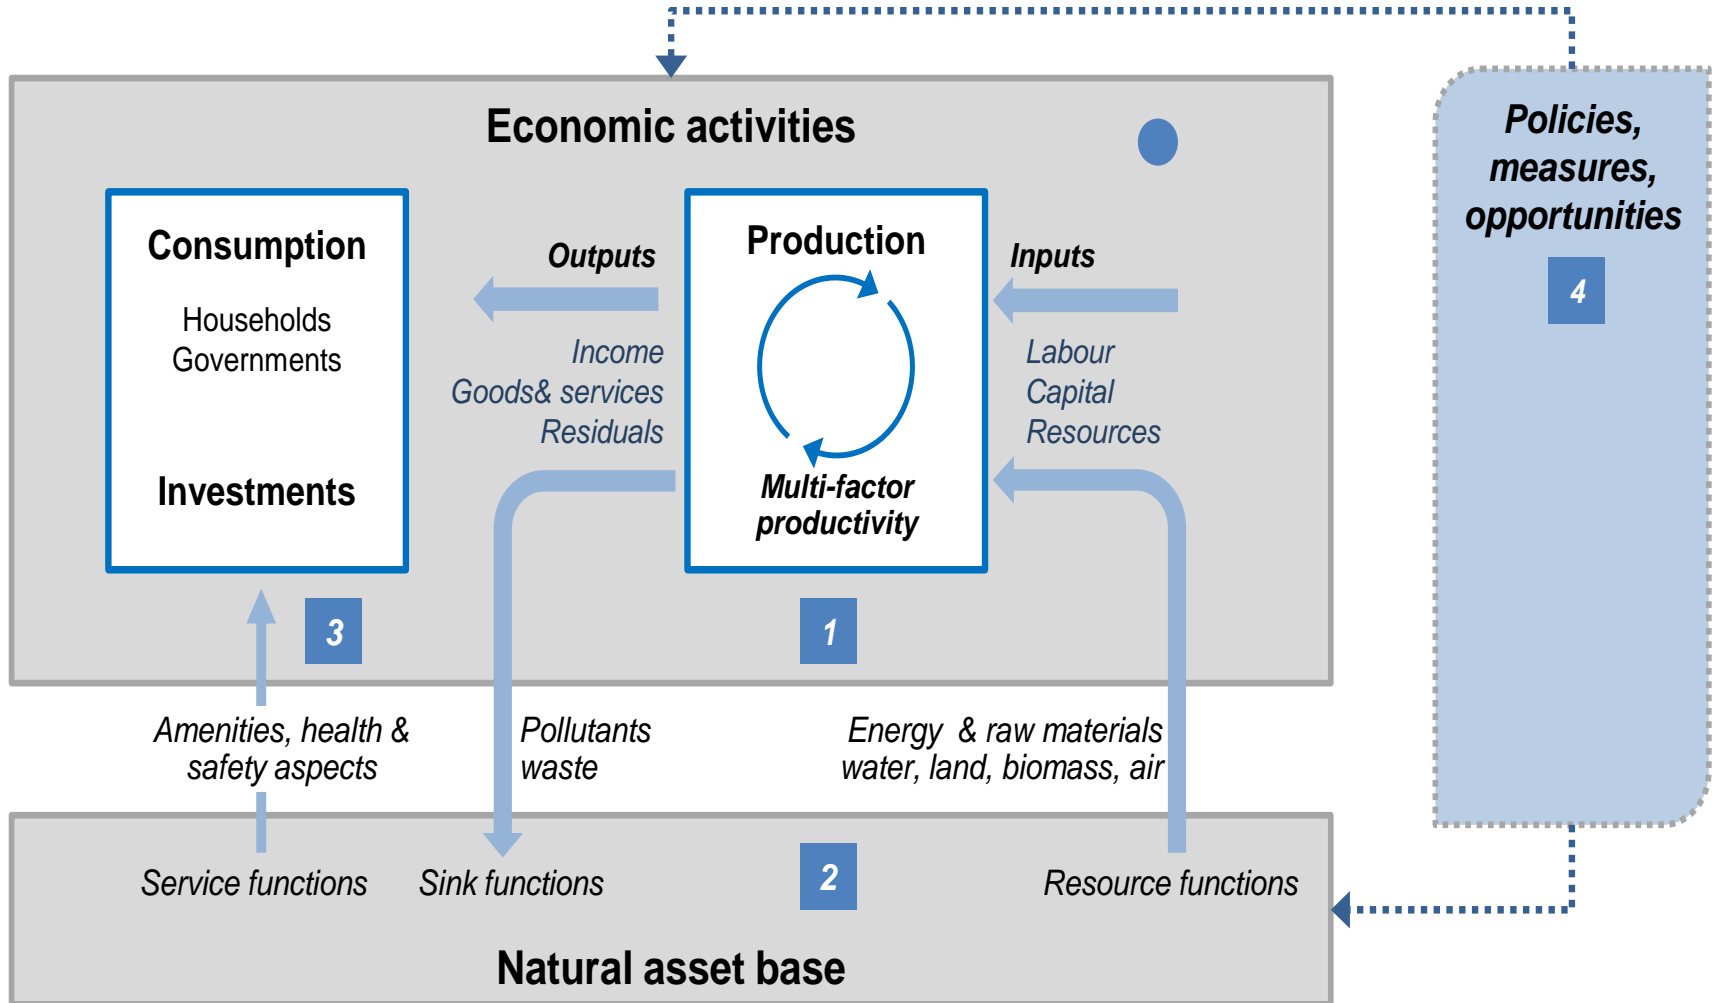 Economic activities
Policies,
measures,
opportunities
4
Consumption
Households
Governments
Investments
3
Outputs
Income
Goods& services
Residuals
Production
Multi-factor
productivity
1
Inputs
Labour
Capital
Resources
Amenities, health &
safety aspects
Pollutants
waste
Energy & raw materials
water, land, biomass, air
Service functions
Sink functions
2
Resource functions
Natural asset base